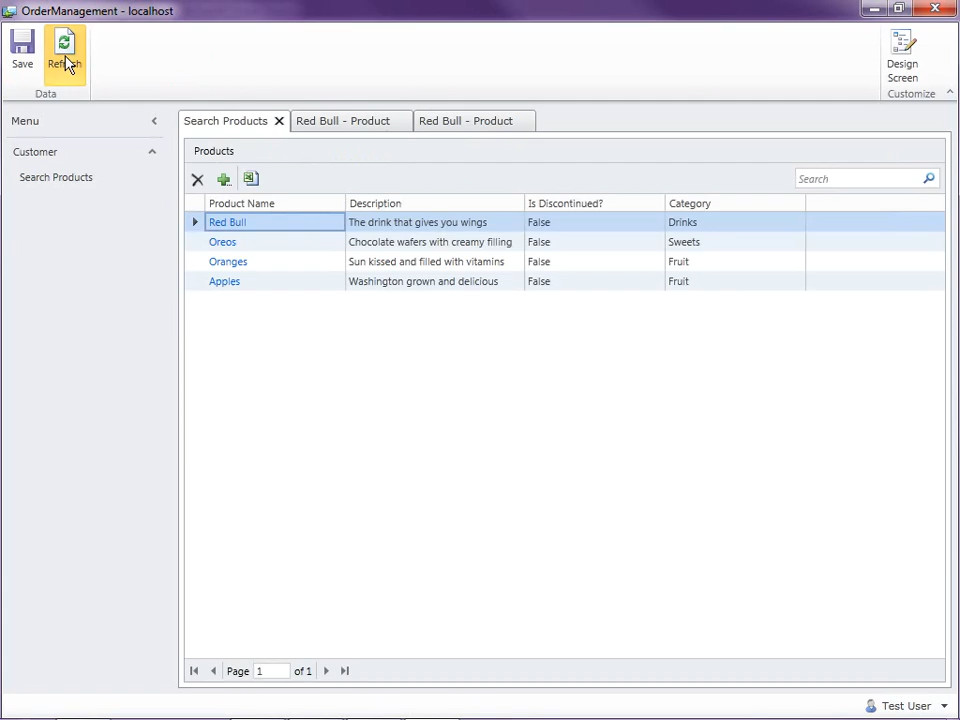 OrderManagement - localhost
Save
Refresh
Data
Design
Screen
Customize
Menu
Customer
Search Products
Search Products
Red Bull - Product
Red Bull - Product
Products
Search
Product Name Description Is Discontinued? Category
Red Bull The drink that gives you wings False Drinks
Oreos Chocolate wafers with creamy filling False Sweets
Oranges Sun kissed and filled with vitamins False Fruit
Apples Washington grown and delicious False Fruit
Page 1 of 1
Test User